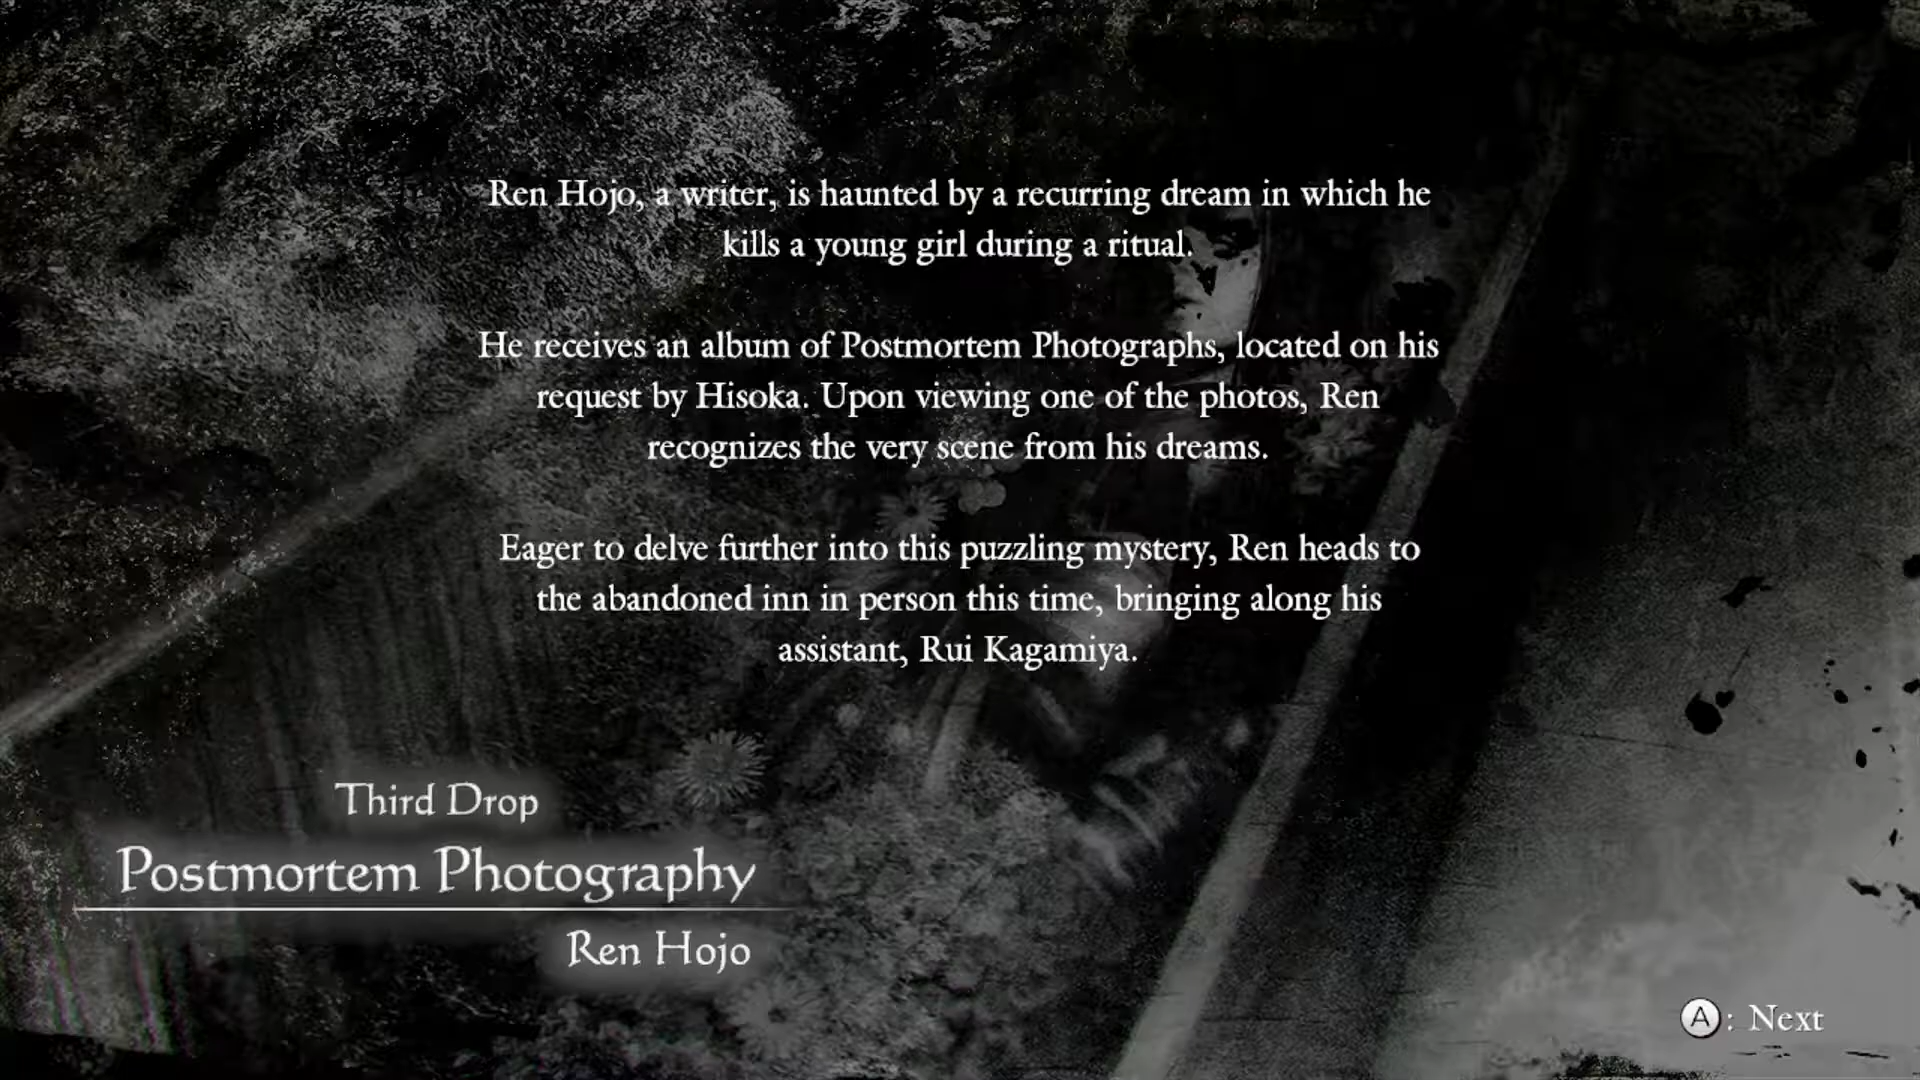 Ren Hojo, a writer, is haunted by a recurring dream in which he
kills a young girl during a ritual.
He receives an album of Postmortem Photographs, located on his
request by Hisoka. Upon viewing one of the photos, Ren
recognizes the very scene from his dreams.
Eager to delve further into this puzzling mystery, Ren heads to
the abandoned inn in person this time, bringing along his
assistant, Rui Kagamiya.
Third Drop
Postmortem Photography
Ren Hojo
A: Next